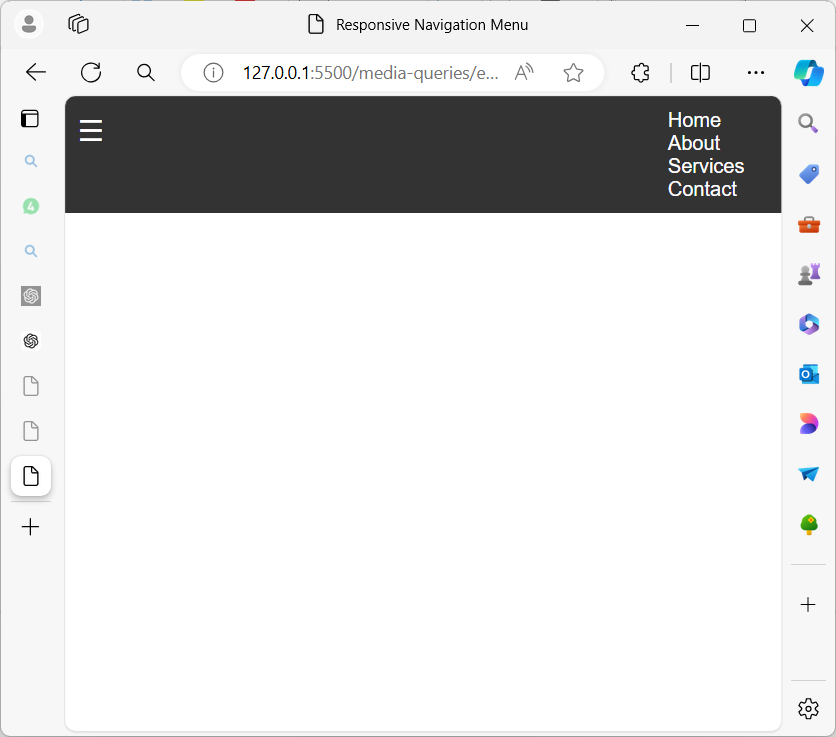 Responsive Navigation Menu
127.0.0.1:5500/media-queries/e...
Home
About
Services
Contact